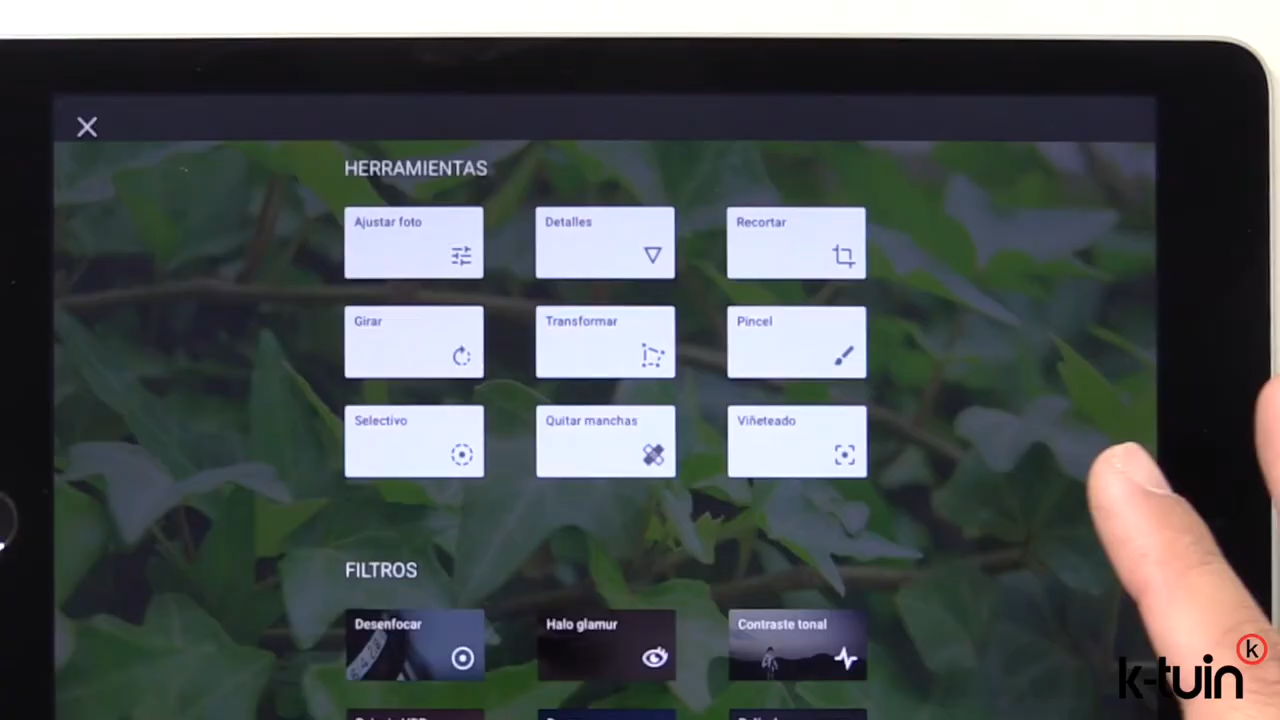 HERRAMIENTAS
Ajustar foto
Detalles
Recortar
Girar
Transformar
Pincel
Selectivo
Quitar manchas
Viñeteado
FILTROS
Desenfocar
Halo glamur
Contraste tonal
k
k-tuin